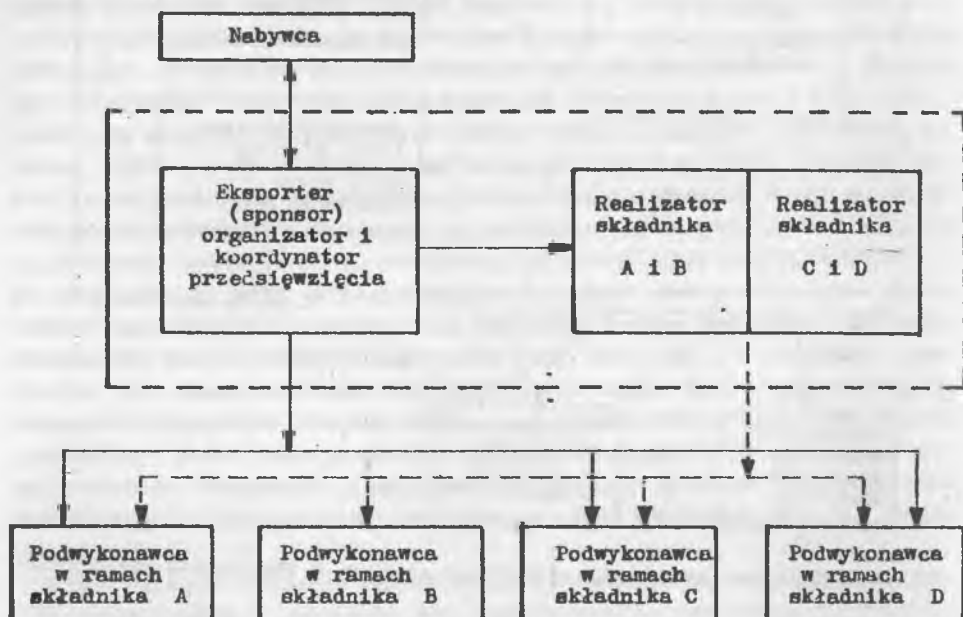 Nabywca
Eksporter
(sponsor)
organizator i
koordynator
przedsięwzięcia
Realizator
składnika
A i B
Realizator
składnika
C i D
Podwykonawca
w ramach
składnika A
Podwykonawca
w ramach
składnika B
Podwykonawca
w ramach
składnika C
Podwykonawca
w ramach
składnika D